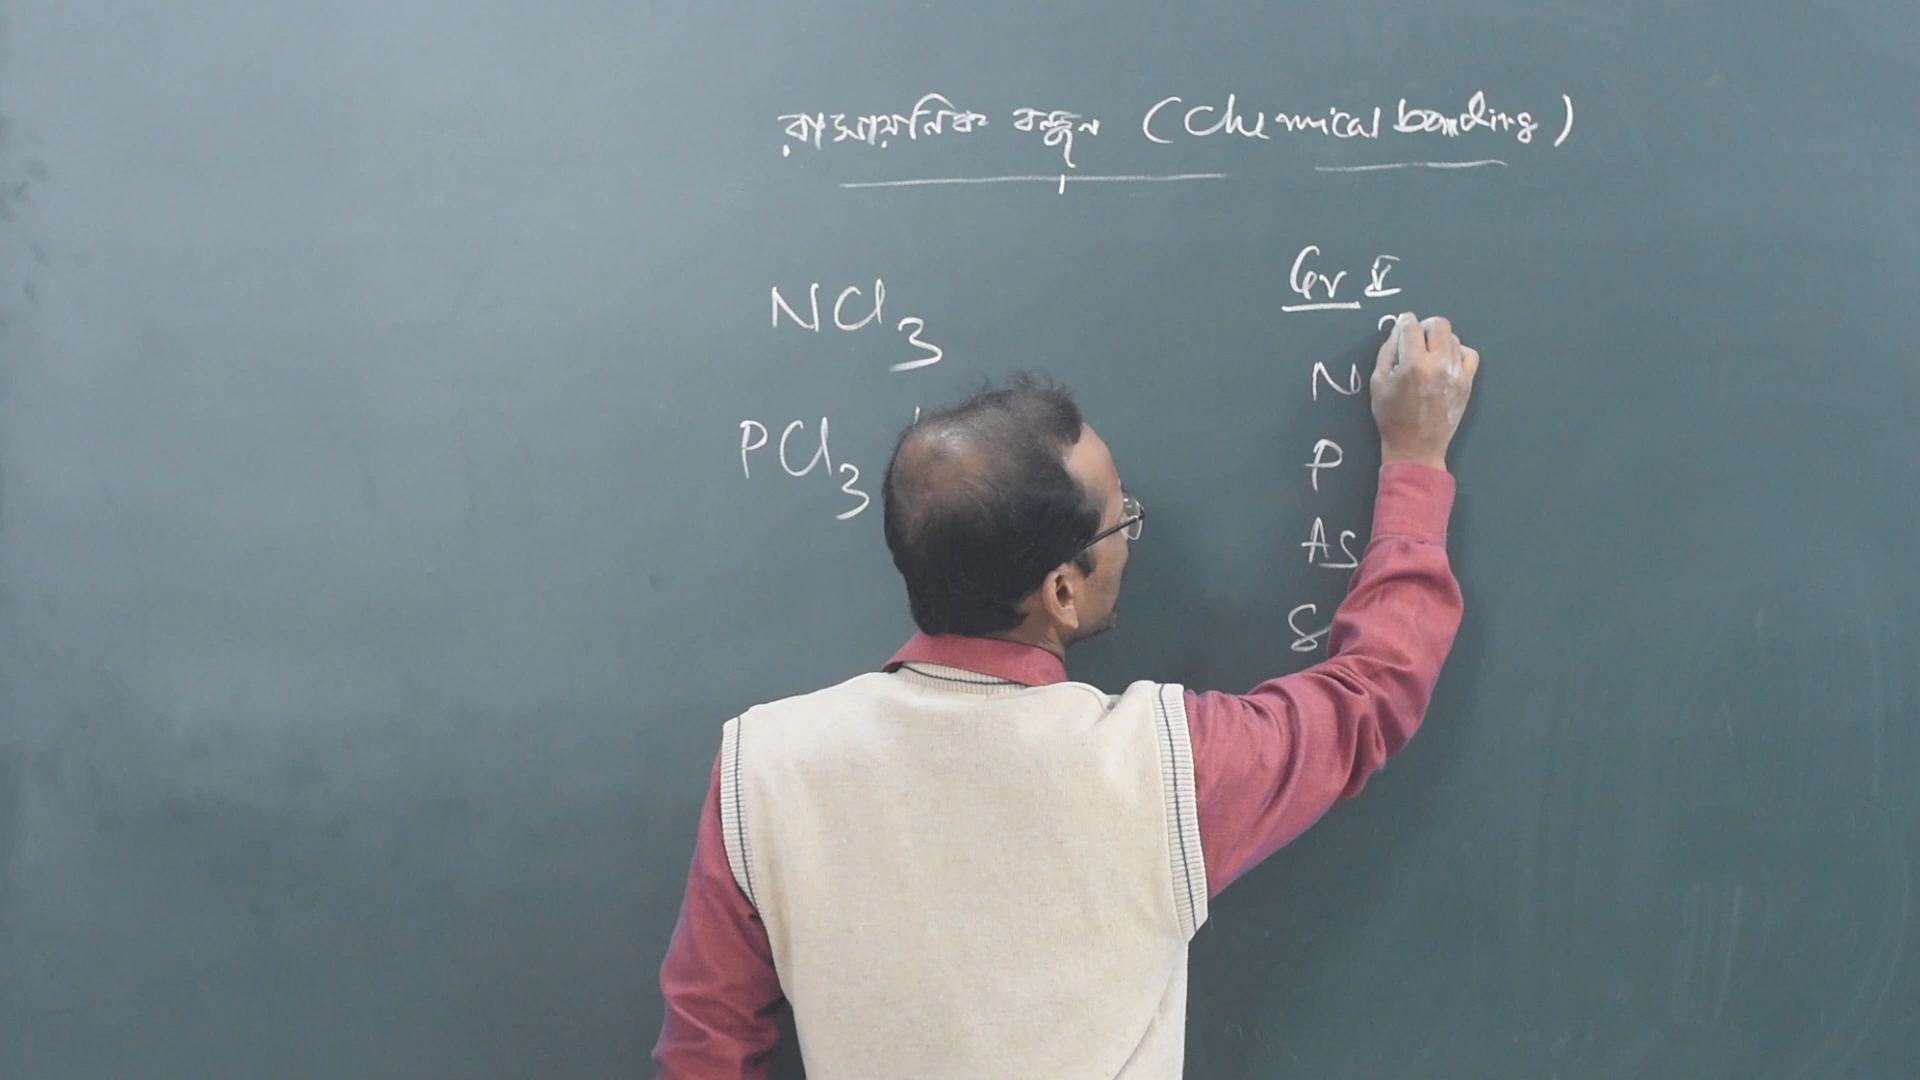 রাসায়নিক বন্ধন (Chemical bonding)
NCl3
PCl3
Gr V
N
P
As
S